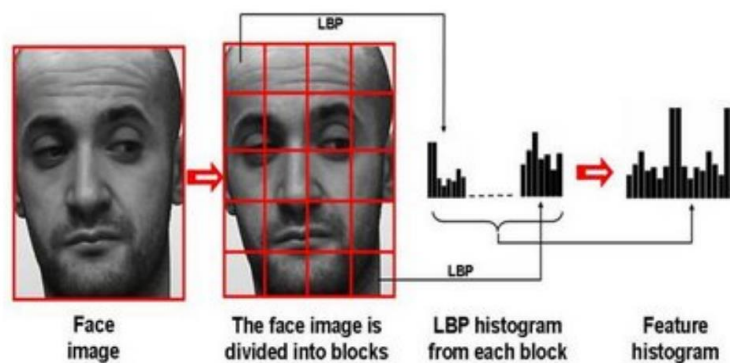 LBP
LBP
Face
image
The face image is
divided into blocks
LBP histogram
from each block
Feature
histogram